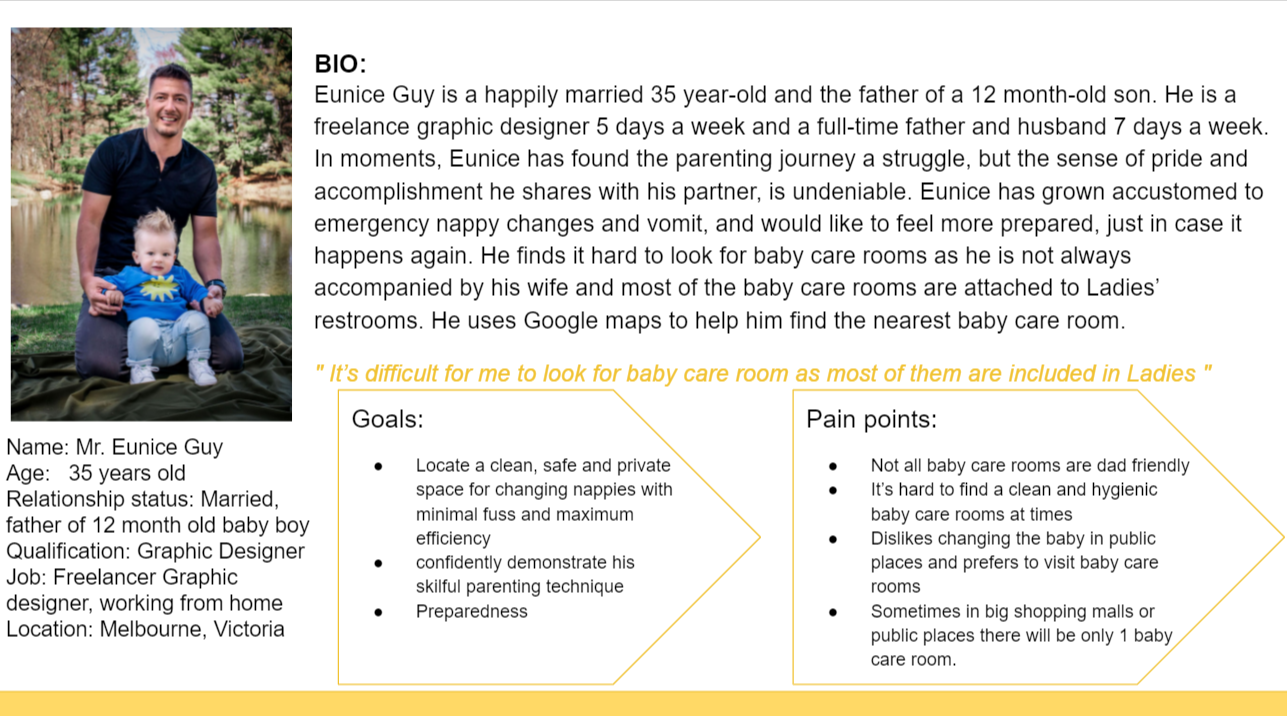 BIO:
Eunice Guy is a happily married 35 year-old and the father of a 12 month-old son. He is a
freelance graphic designer 5 days a week and a full-time father and husband 7 days a week.
In moments, Eunice has found the parenting journey a struggle, but the sense of pride and
accomplishment he shares with his partner, is undeniable. Eunice has grown accustomed to
emergency nappy changes and vomit, and would like to feel more prepared, just in case it
happens again. He finds it hard to look for baby care rooms as he is not always
accompanied by his wife and most of the baby care rooms are attached to Ladies’
restrooms. He uses Google maps to help him find the nearest baby care room.
" It’s difficult for me to look for baby care room as most of them are included in Ladies "
Name: Mr. Eunice Guy
Age: 35 years old
Relationship status: Married,
father of 12 month old baby boy
Qualification: Graphic Designer
Job: Freelancer Graphic
designer, working from home
Location: Melbourne, Victoria
Goals:
● Locate a clean, safe and private
space for changing nappies with
minimal fuss and maximum
efficiency
● confidently demonstrate his
skilful parenting technique
● Preparedness
Pain points:
● Not all baby care rooms are dad friendly
● It’s hard to find a clean and hygienic
baby care rooms at times
● Dislikes changing the baby in public
places and prefers to visit baby care
rooms
● Sometimes in big shopping malls or
public places there will be only 1 baby
care room.